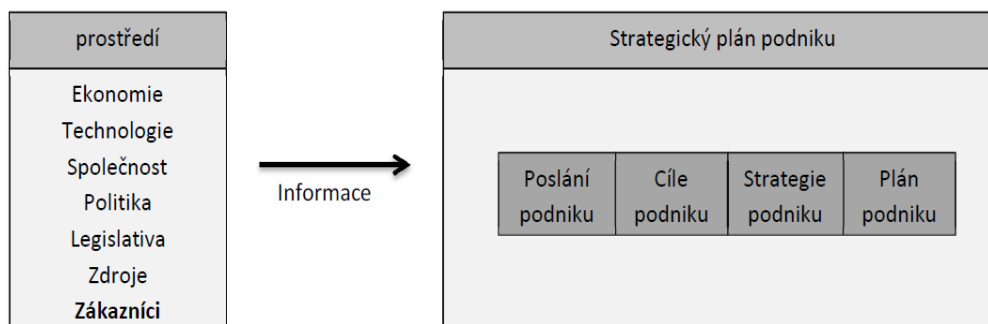 prostředí
Ekonomie
Technologie
Společnost
Politika
Legislativa
Zdroje
Zákazníci
Informace
Strategický plán podniku
Poslání podniku
Cíle podniku
Strategie podniku
Plán podniku